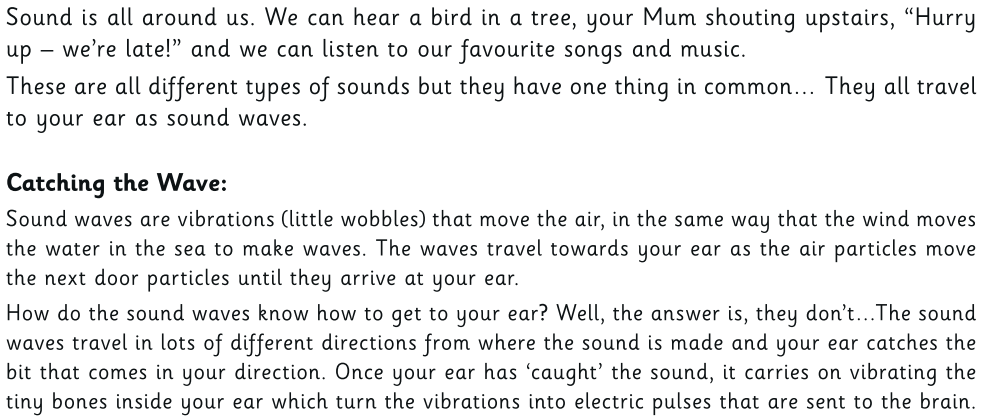 Sound is all around us. We can hear a bird in a tree, your Mum shouting upstairs, “Hurry
up – we’re late!” and we can listen to our favourite songs and music.
These are all different types of sounds but they have one thing in common... They all travel
to your ear as sound waves.
Catching the Wave:
Sound waves are vibrations (little wobbles) that move the air, in the same way that the wind moves
the water in the sea to make waves. The waves travel towards your ear as the air particles move
the next door particles until they arrive at your ear.
How do the sound waves know how to get to your ear? Well, the answer is, they don’t...The sound
waves travel in lots of different directions from where the sound is made and your ear catches the
bit that comes in your direction. Once your ear has ‘caught’ the sound, it carries on vibrating the
tiny bones inside your ear which turn the vibrations into electric pulses that are sent to the brain.